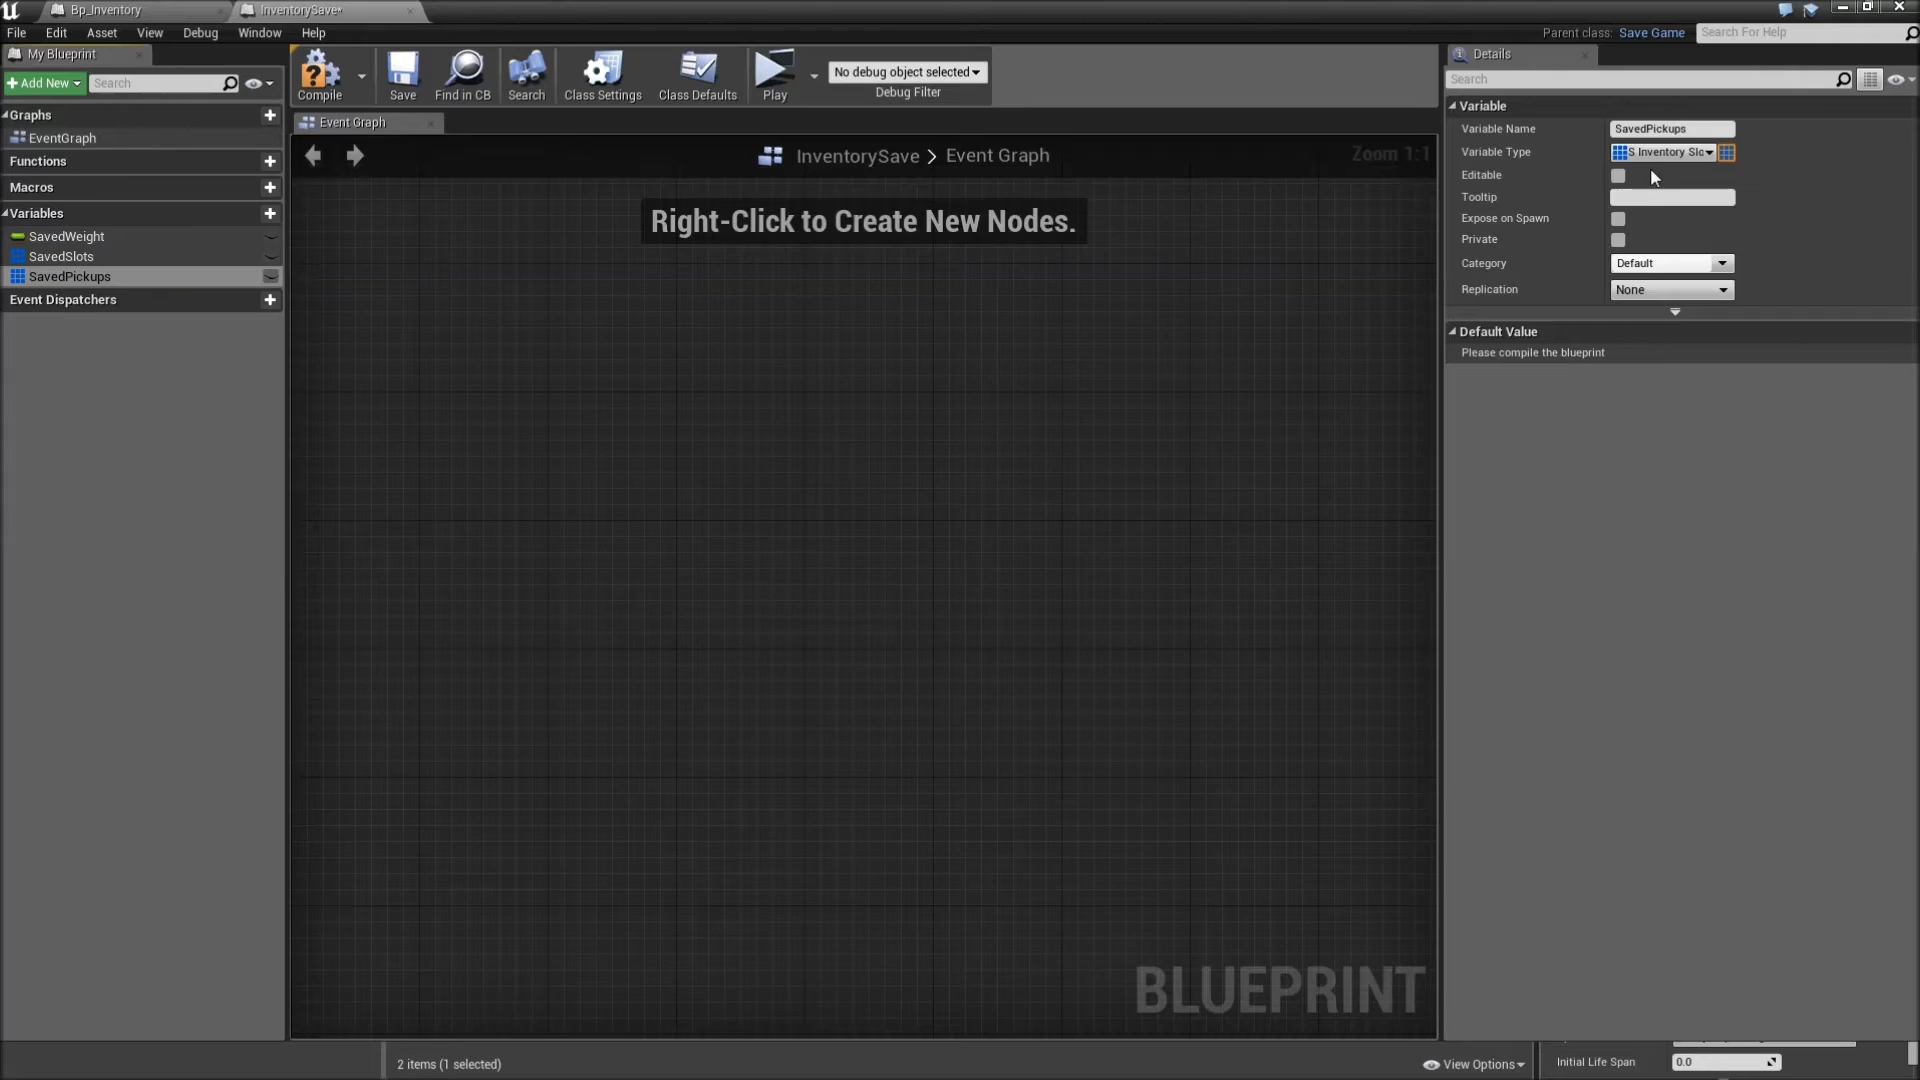 Bp_Inventory
InventorySave*
File Edit Asset View Debug Window Help
Parent class: Save Game
Search For Help
My Blueprint
Add New
Search
Graphs
EventGraph
Functions
Macros
Variables
SavedWeight
SavedSlots
SavedPickups
Event Dispatchers
Compile
Save
Find in CB
Search
Class Settings
Class Defaults
Play
No debug object selected
Debug Filter
Event Graph
InventorySave > Event Graph
Zoom 1:1
Right-Click to Create New Nodes.
BLUEPRINT
Details
Search
Variable
Variable Name SavedPickups
Variable Type S Inventory Slc
Editable
Tooltip
Expose on Spawn
Private
Category Default
Replication None
Default Value
Please compile the blueprint
2 items (1 selected)
View Options
Initial Life Span 0.0